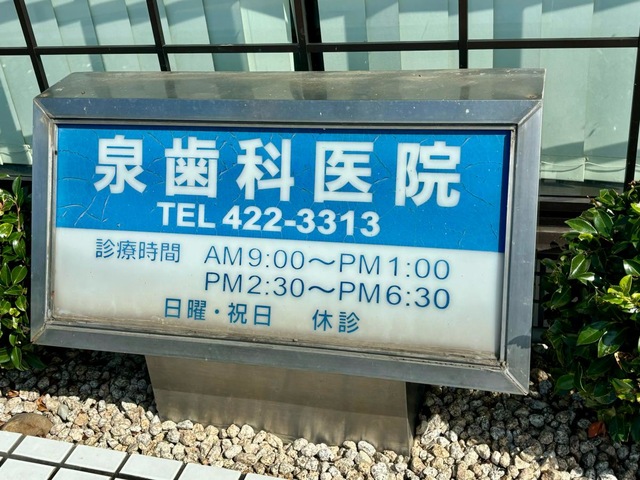 泉歯科医院
TEL 422-3313
診療時間 AM9:00～PM1:00
PM2:30～PM6:30
日曜・祝日 休診